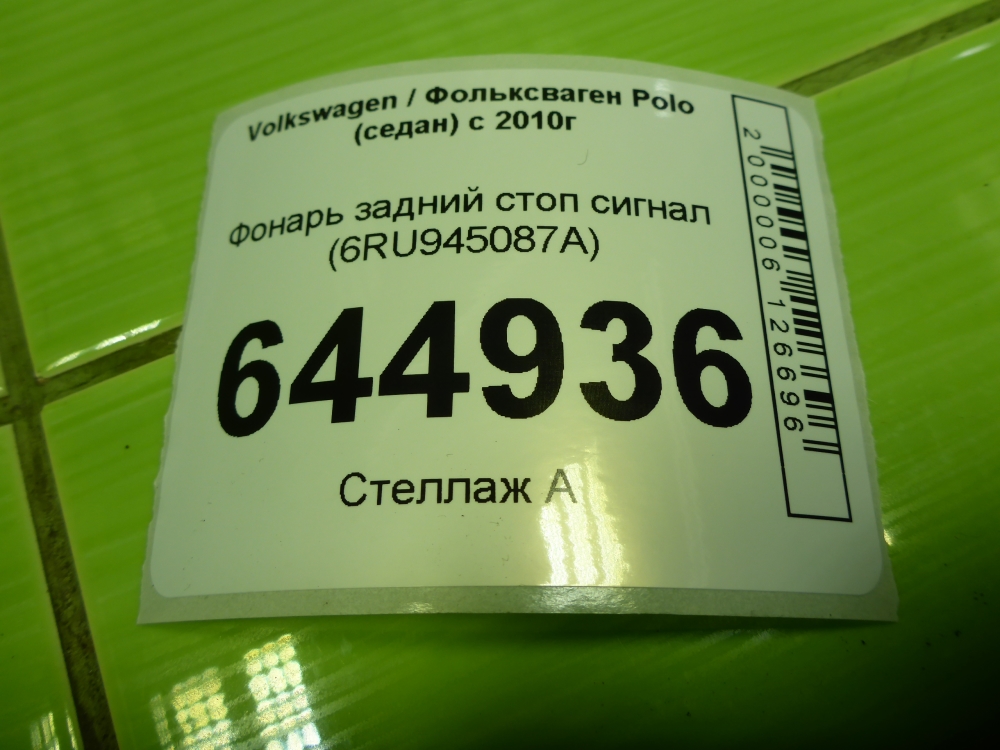 Volkswagen / Фольксваген Polo
(седан) с 2010г
Фонарь задний стоп сигнал
(6RU945087A)
644936
Стеллаж А
2000006126696